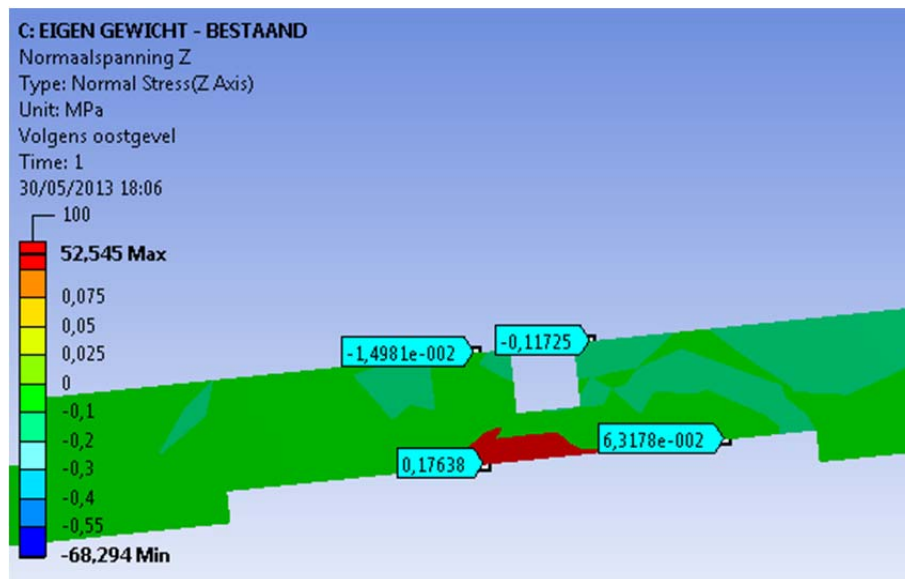 C: EIGEN GEWICHT - BESTAAND
Normaalspanning Z
Type: Normal Stress(Z Axis)
Unit: MPa
Volgens oostgevel
Time: 1
30/05/2013 18:06
100
52,545 Max
0,075
0,05
0,025
0
-0,1
-0,2
-0,3
-0,4
-0,55
-68,294 Min
-1,4981e-002
-0,11725
0,17638
6,3178e-002